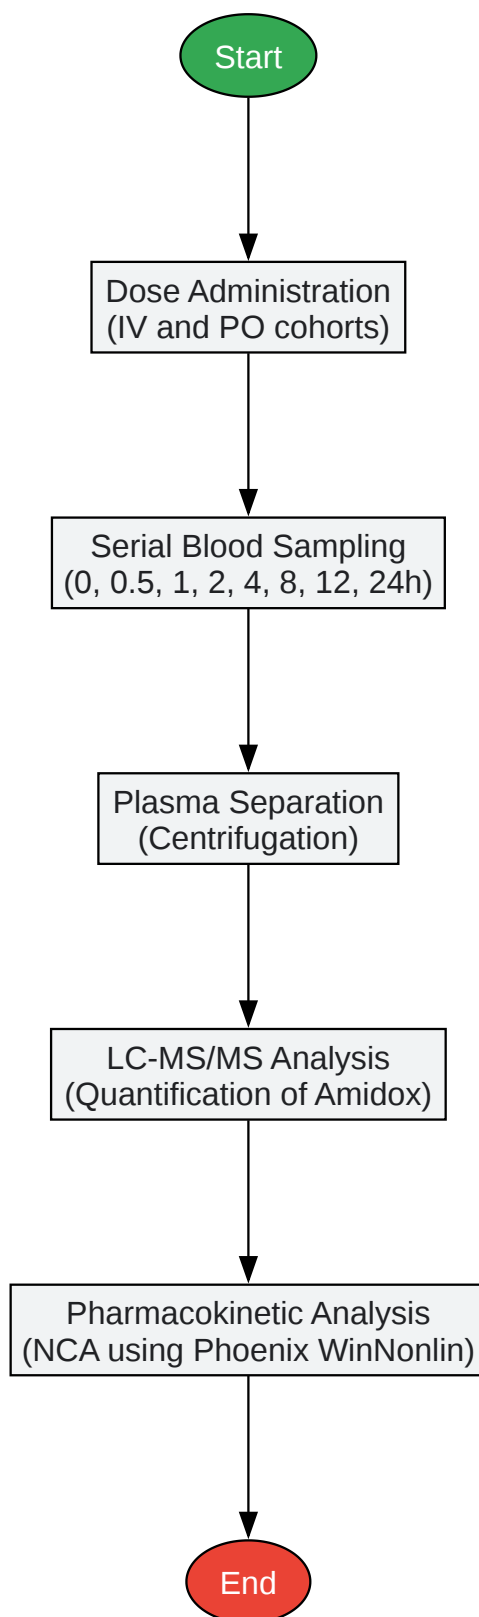 Start
Dose Administration
(IV and PO cohorts)
Serial Blood Sampling
(0, 0.5, 1, 2, 4, 8, 12, 24h)
Plasma Separation
(Centrifugation)
LC-MS/MS Analysis
(Quantification of Amidox)
Pharmacokinetic Analysis
(NCA using Phoenix WinNonlin)
End